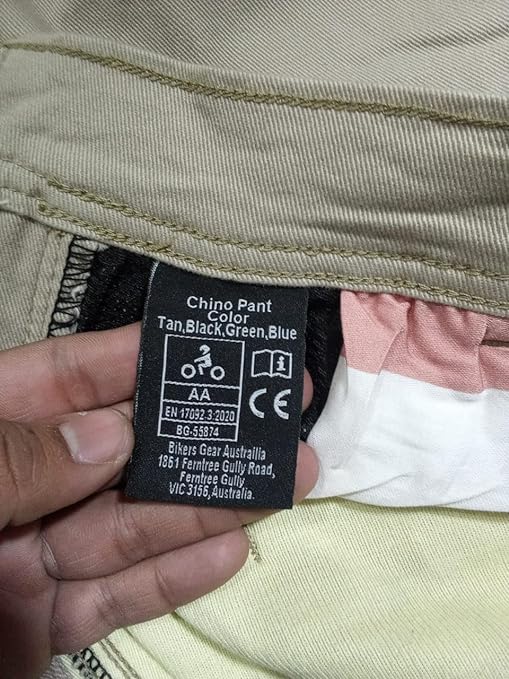 Chino Pant
Color
Tan,Black,Green,Blue
AA
EN 17092.3:2020
BG-55874
i
CE
Bikers Gear Austrailia
1861 Ferntree Gully Road,
Ferntree Gully
VIC 3156, Australia.